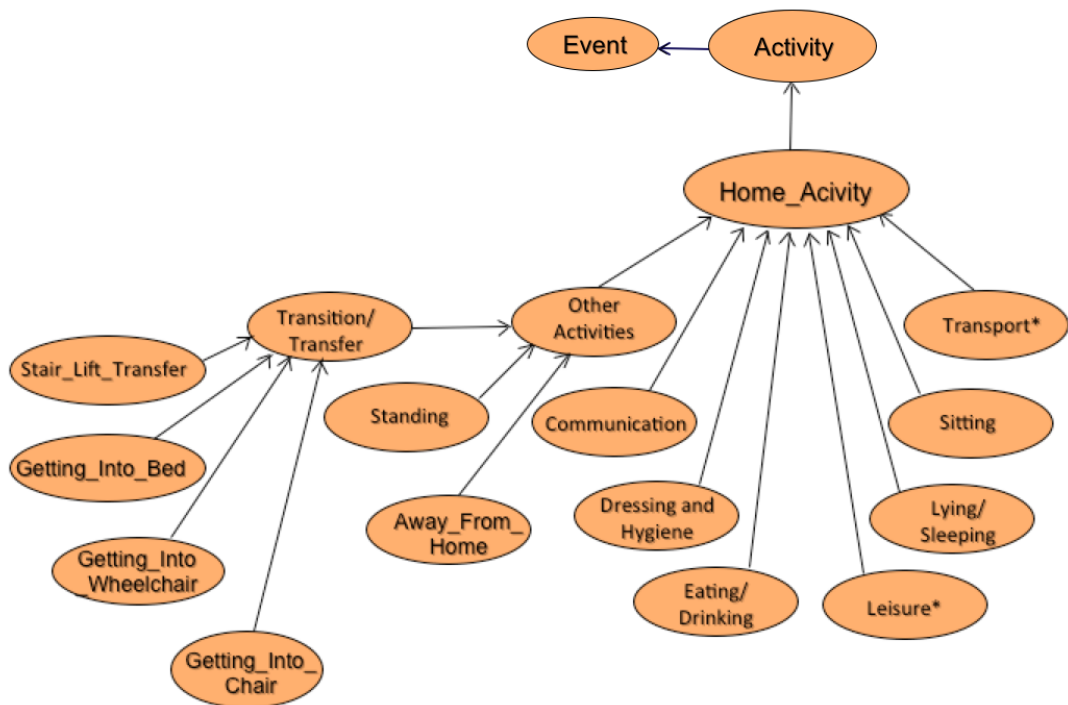 Event
Activity
Home_Acivity
Transition/
Transfer
Other
Activities
Transport*
Stair_Lift_Transfer
Standing
Communication
Sitting
Getting_Into_Bed
Away_From_
Home
Dressing and
Hygiene
Lying/
Sleeping
Getting_Into
_Wheelchair
Eating/
Drinking
Leisure*
Getting_Into_
Chair